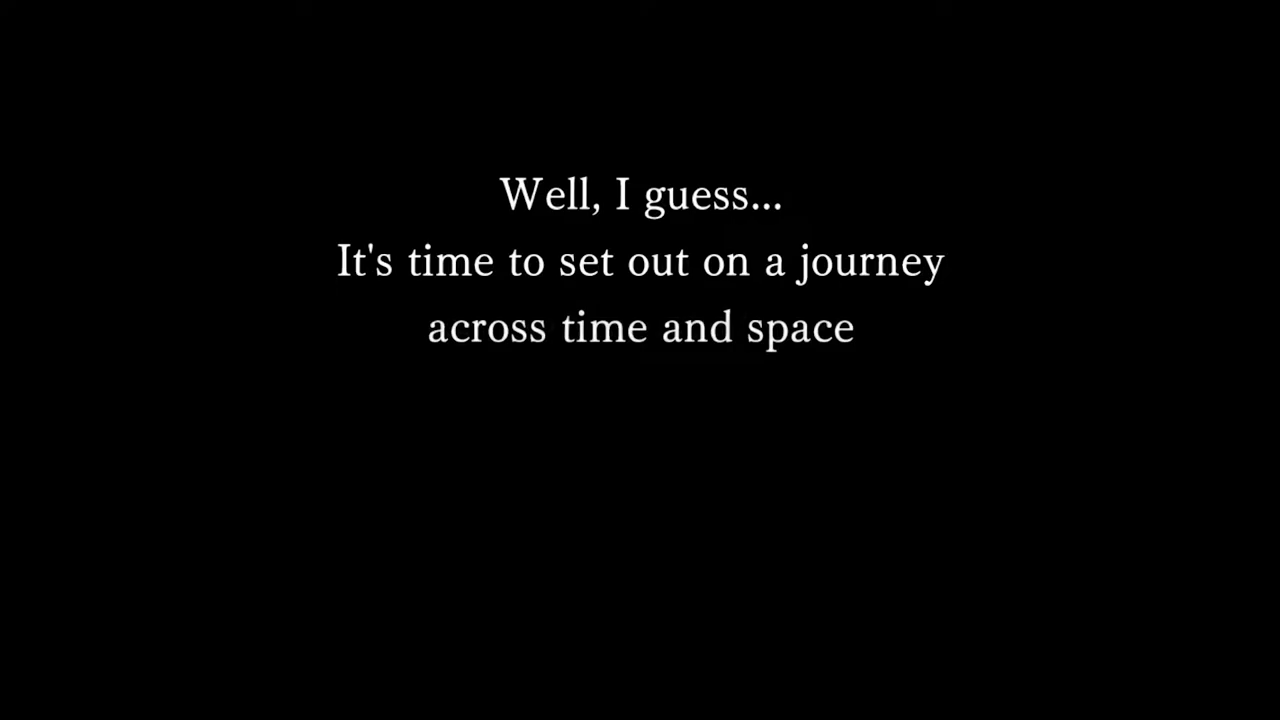 Well, I guess...
It's time to set out on a journey
across time and space